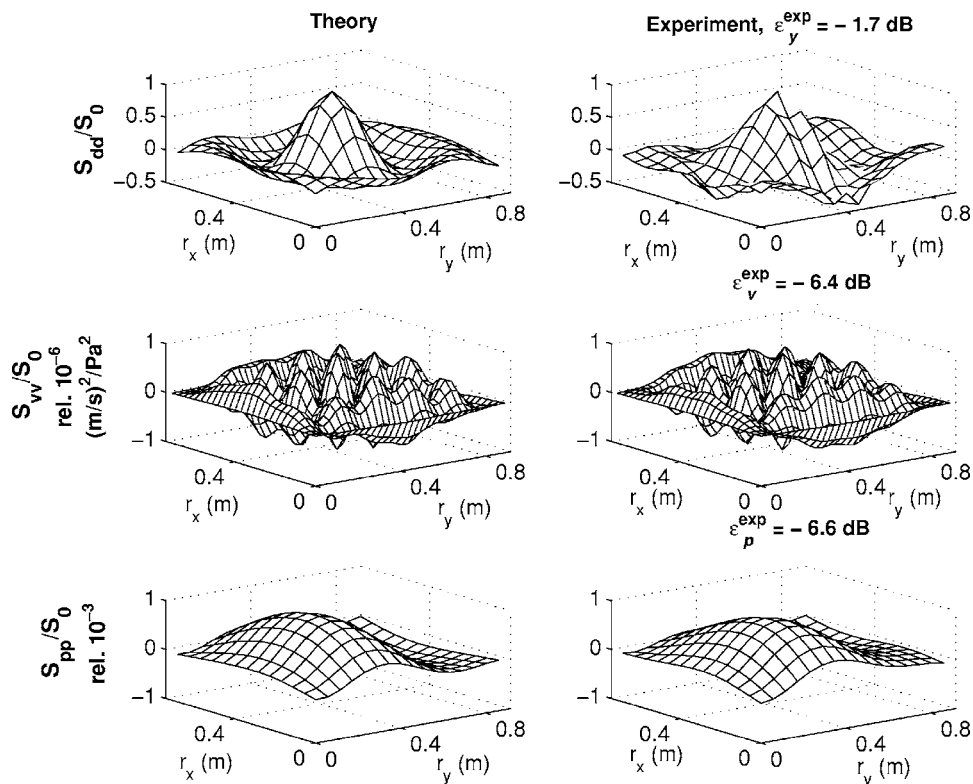 Theory
Experiment, ε_y^exp = − 1.7 dB
S_dd/S_0
1
0.5
0
−0.5
0.4
0
r_x (m)
0
0.4
0.8
r_y (m)
1
0.5
0
−0.5
0.4
0
r_x (m)
0
0.4
0.8
r_y (m)
ε_v^exp = − 6.4 dB
S_vv/S_0
rel. 10^−6
(m/s)^2/Pa^2
1
0
−1
0.4
0
r_x (m)
0
0.4
0.8
r_y (m)
1
0
−1
0.4
0
r_x (m)
0
0.4
0.8
r_y (m)
ε_p^exp = − 6.6 dB
S_pp/S_0
rel. 10^−3
1
0
−1
0.4
0
r_x (m)
0
0.4
0.8
r_y (m)
1
0
−1
0.4
0
r_x (m)
0
0.4
0.8
r_y (m)